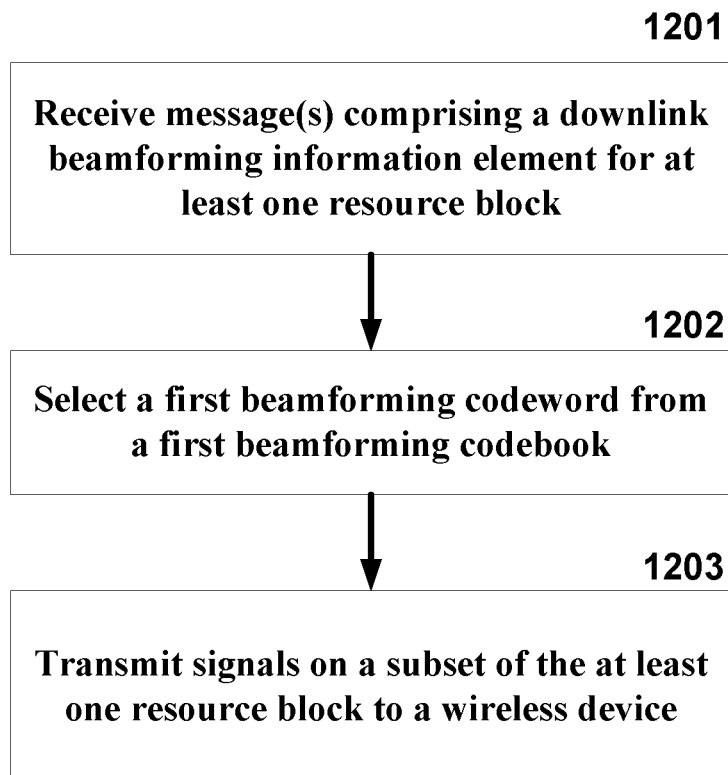 1201
Receive message(s) comprising a downlink
beamforming information element for at
least one resource block
1202
Select a first beamforming codeword from
a first beamforming codebook
1203
Transmit signals on a subset of the at least
one resource block to a wireless device